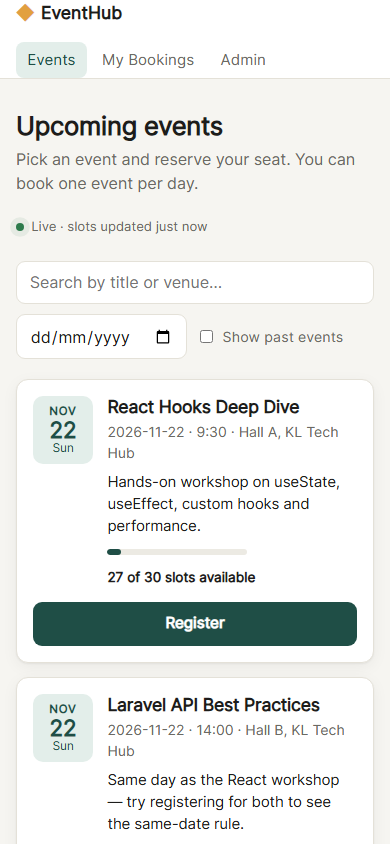 EventHub
Events My Bookings Admin
Upcoming events
Pick an event and reserve your seat. You can
book one event per day.
Live · slots updated just now
Search by title or venue...
dd/mm/yyyy Show past events
NOV
22
Sun
React Hooks Deep Dive
2026-11-22 · 9:30 · Hall A, KL Tech
Hub
Hands-on workshop on useState,
useEffect, custom hooks and
performance.
27 of 30 slots available
Register
NOV
22
Sun
Laravel API Best Practices
2026-11-22 · 14:00 · Hall B, KL Tech
Hub
Same day as the React workshop
— try registering for both to see
the same-date rule.